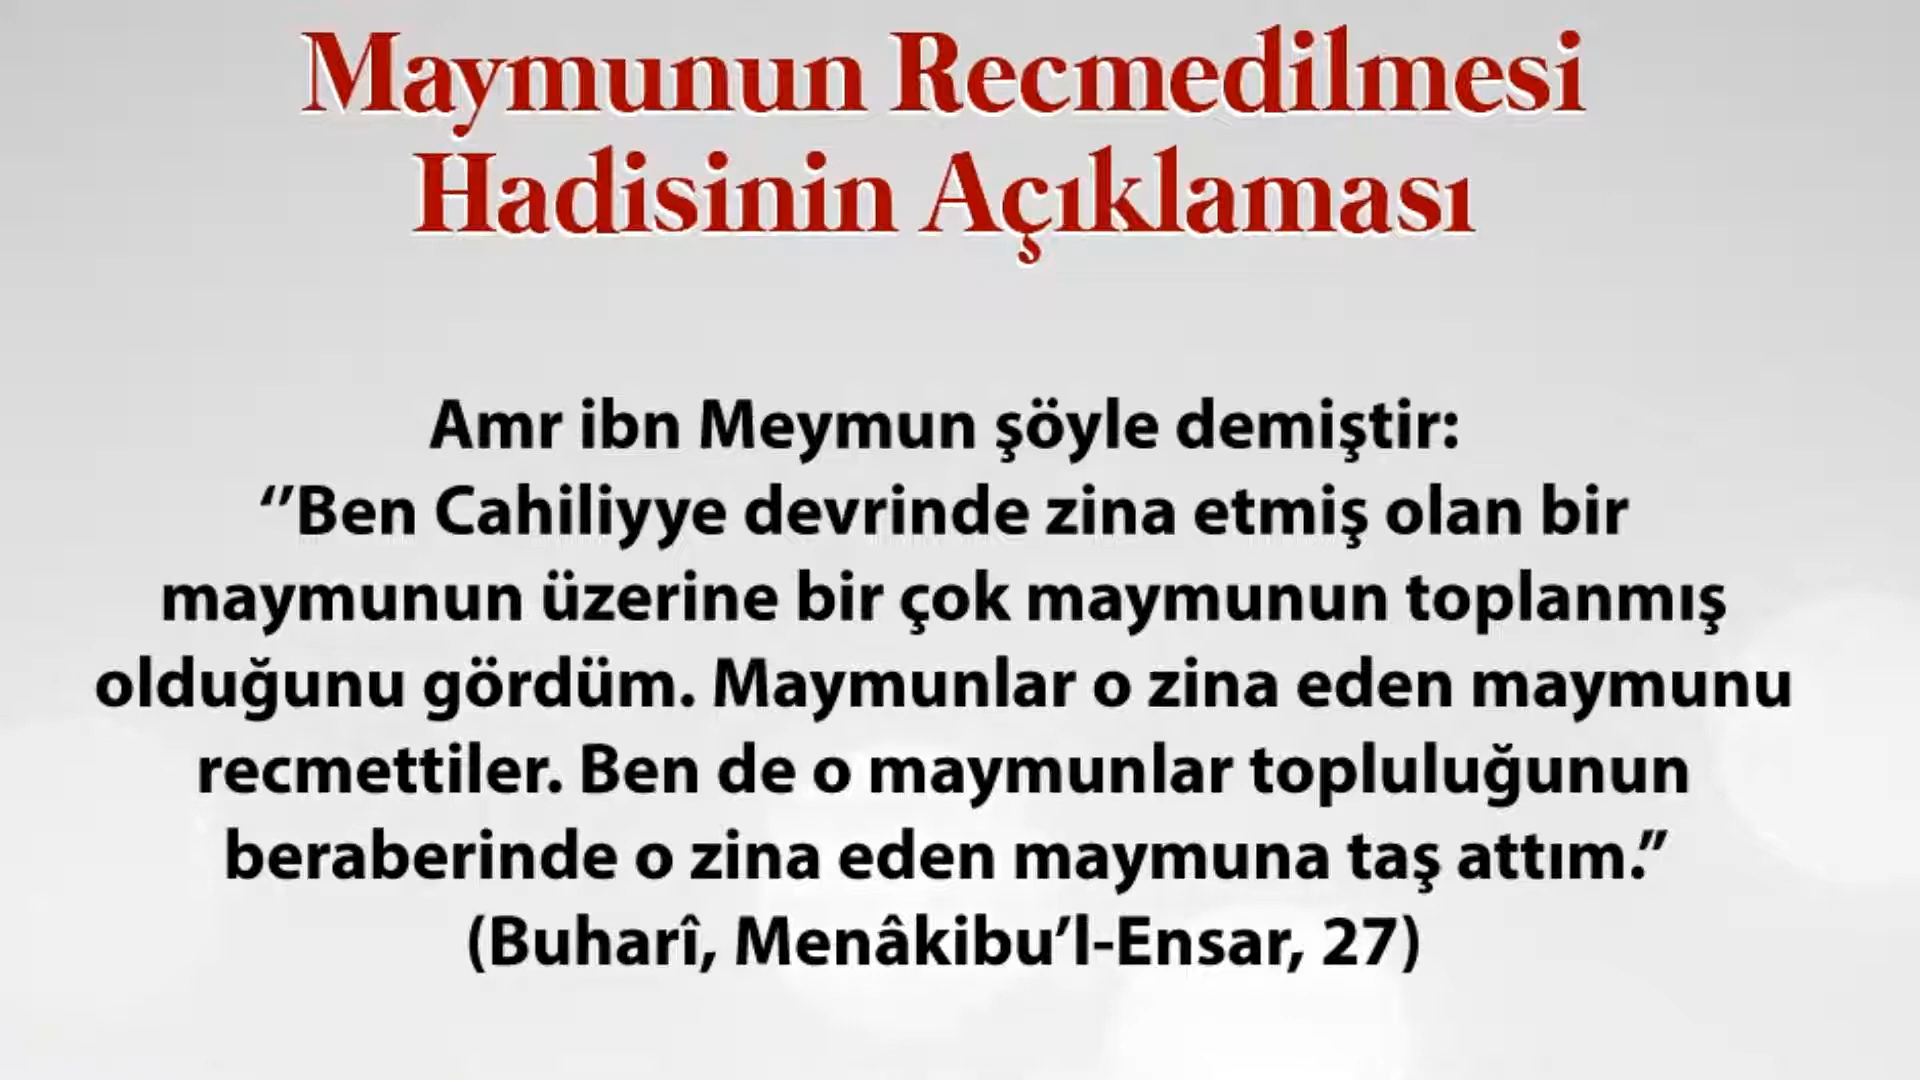 Maymunun Recmedilmesi
Hadisinin Açıklaması
Amr ibn Meymun şöyle demiştir:
‘’Ben Cahiliyye devrinde zina etmiş olan bir
maymunun üzerine bir çok maymunun toplanmış
olduğunu gördüm. Maymunlar o zina eden maymunu
recmettiler. Ben de o maymunlar topluluğunun
beraberinde o zina eden maymuna taş attım.”
(Buharî, Menâkibu’l-Ensar, 27)